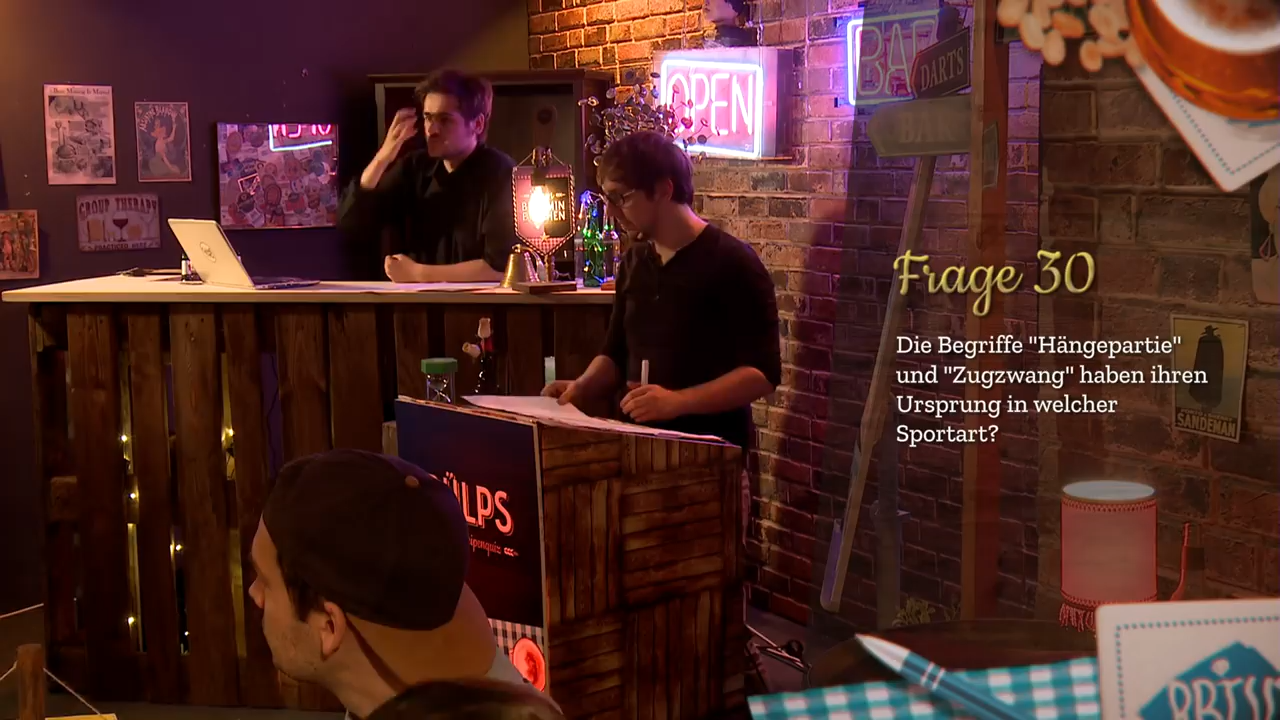 OPEN
BAR
DARTS
BAR
GROUP THERAPY
Frage 30
Die Begriffe "Hängepartie"
und "Zugzwang" haben ihren
Ursprung in welcher
Sportart?
SANDEMAN
ÜLPS